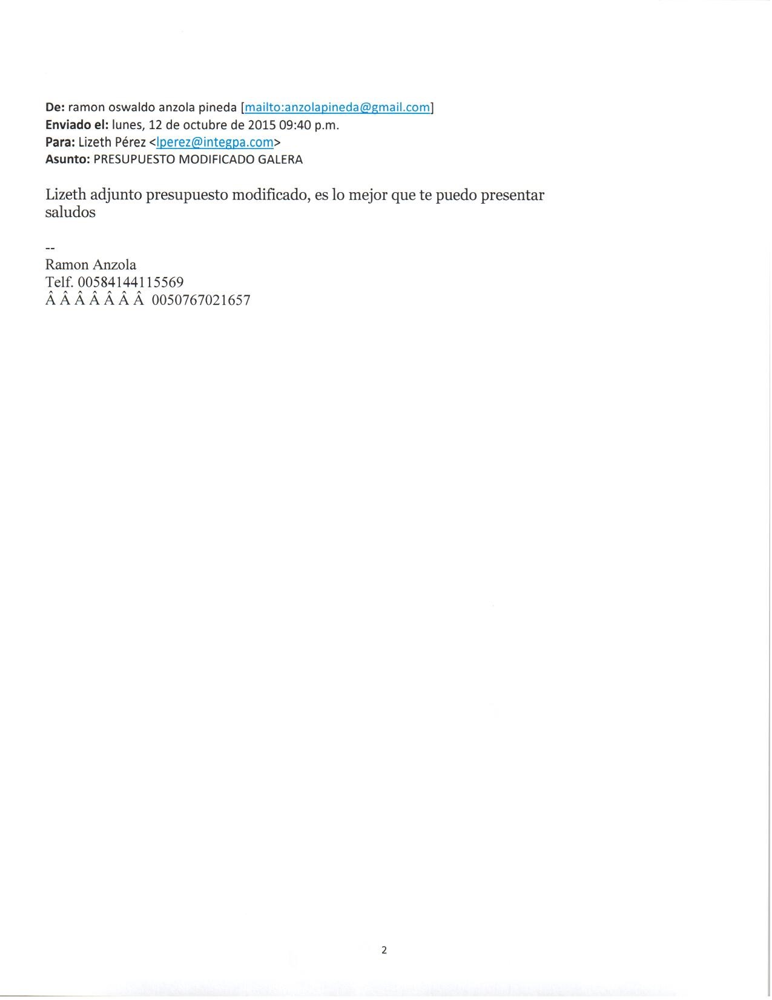 De: ramon oswaldo anzola pineda [mailto:anzolapineda@gmail.com]
Enviado el: lunes, 12 de octubre de 2015 09:40 p.m.
Para: Lizeth Pérez <lperez@integpa.com>
Asunto: PRESUPUESTO MODIFICADO GALERA
Lizeth adjunto presupuesto modificado, es lo mejor que te puedo presentar
saludos
--
Ramon Anzola
Telf. 00584144115569
Â Â Â Â Â Â Â 0050767021657
2